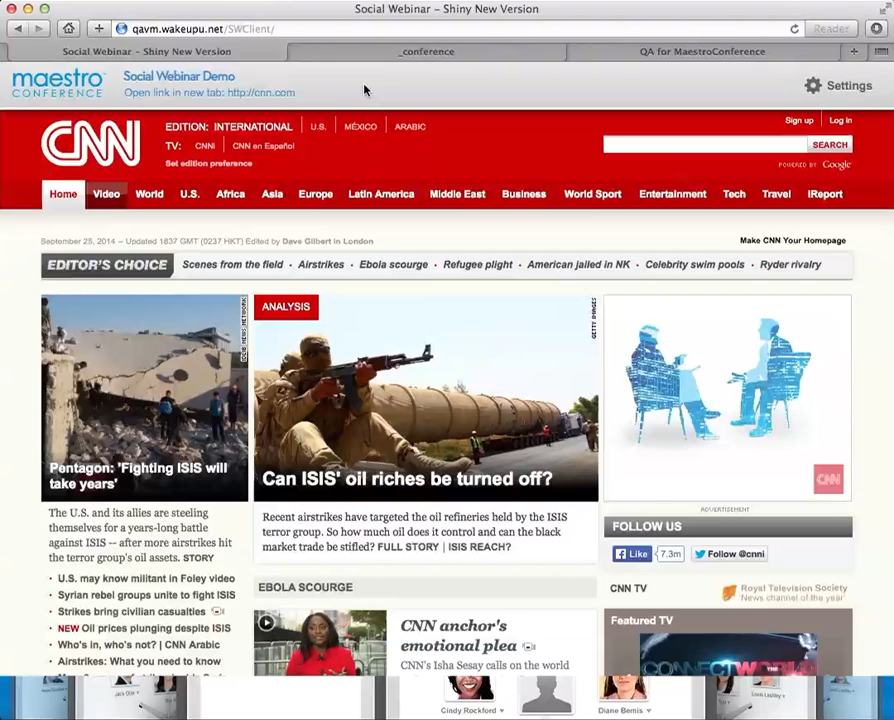 Social Webinar – Shiny New Version
qavm.wakeupu.net/SWClient/
Reader
Social Webinar – Shiny New Version
_conference
QA for MaestroConference
maestro
CONFERENCE
Social Webinar Demo
Open link in new tab: http://cnn.com
Settings
CNN
EDITION: INTERNATIONAL
U.S.
MÉXICO
ARABIC
TV:
CNNi
CNN en Español
Set edition preference
Sign up
Log in
SEARCH
POWERED BY Google
Home
Video
World
U.S.
Africa
Asia
Europe
Latin America
Middle East
Business
World Sport
Entertainment
Tech
Travel
iReport
September 25, 2014 – Updated 1837 GMT (0237 HKT) Edited by Dave Gilbert in London
Make CNN Your Homepage
EDITOR'S CHOICE
Scenes from the field • Airstrikes • Ebola scourge • Refugee plight • American jailed in NK • Celebrity swim pools • Ryder rivalry
Pentagon: 'Fighting ISIS will
take years'
The U.S. and its allies are steeling
themselves for a years-long battle
against ISIS -- after more airstrikes hit
the terror group's oil assets. STORY
U.S. may know militant in Foley video
Syrian rebel groups unite to fight ISIS
Strikes bring civilian casualties
NEW Oil prices plunging despite ISIS
Who's in, who's not? | CNN Arabic
Airstrikes: What you need to know
ANALYSIS
GETTY IMAGES
Can ISIS' oil riches be turned off?
Recent airstrikes have targeted the oil refineries held by the ISIS
terror group. So how much oil does it control and can the black
market trade be stifled? FULL STORY | ISIS REACH?
EBOLA SCOURGE
CNN anchor's
emotional plea
CNN's Isha Sesay calls on the world
CNN
ADVERTISEMENT
FOLLOW US
Like
7.3m
Follow @cnni
CNN TV
Royal Television Society
News channel of the year
Featured TV
CONNECT THE WORLD
Jack Otie
Cindy Rockford
Diane Bemis
Louis Lastley